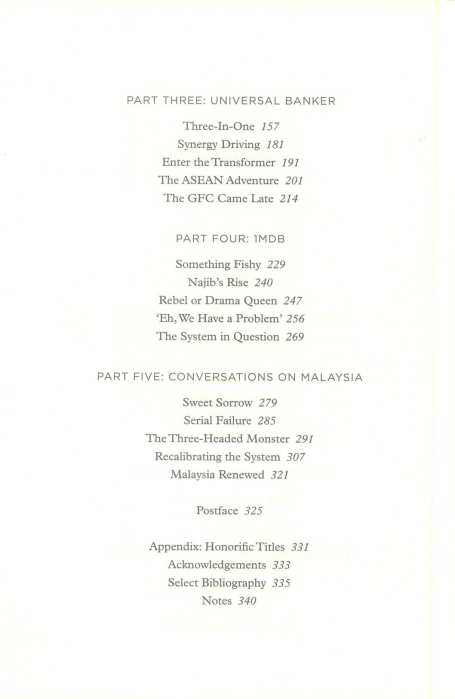 PART THREE: UNIVERSAL BANKER
Three-In-One 157
Synergy Driving 181
Enter the Transformer 191
The ASEAN Adventure 201
The GFC Came Late 214
PART FOUR: 1MDB
Something Fishy 229
Najib's Rise 240
Rebel or Drama Queen 247
'Eh, We Have a Problem' 256
The System in Question 269
PART FIVE: CONVERSATIONS ON MALAYSIA
Sweet Sorrow 279
Serial Failure 285
The Three-Headed Monster 291
Recalibrating the System 307
Malaysia Renewed 321
Postface 325
Appendix: Honorific Titles 331
Acknowledgements 333
Select Bibliography 335
Notes 340